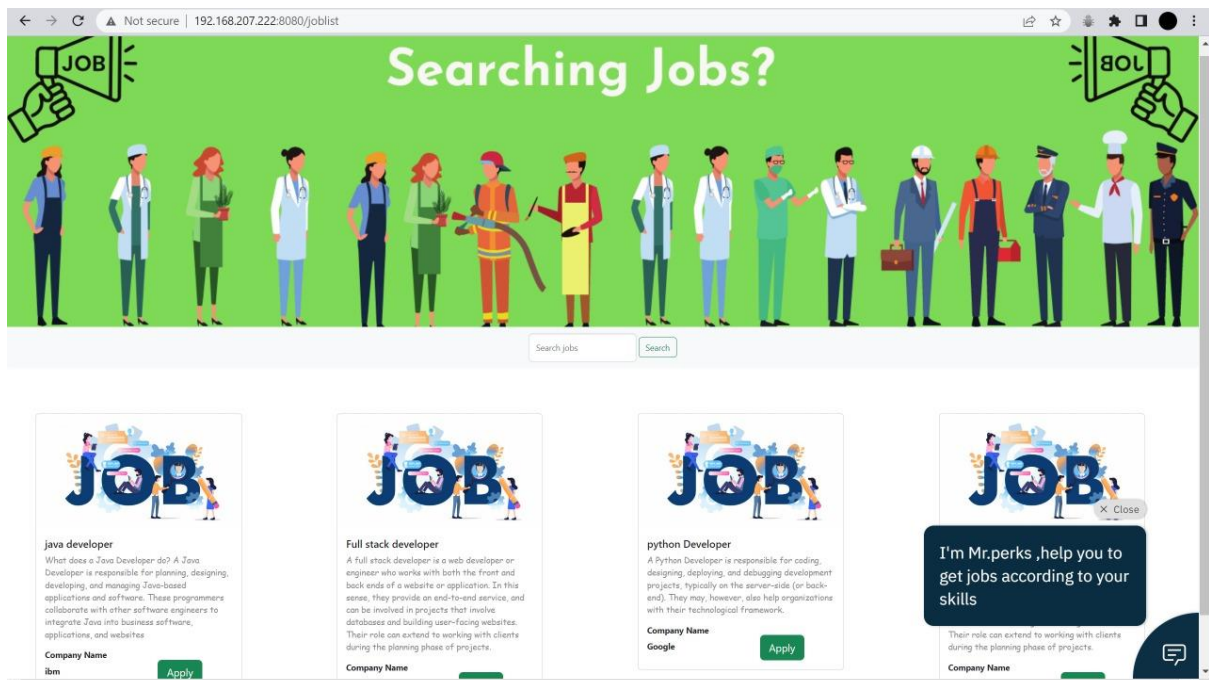 Not secure | 192.168.207.222:8080/joblist
JOB
Searching Jobs?
JOB
Search jobs
Search
JOB
java developer
What does a Java Developer do? A Java
Developer is responsible for planning, designing,
developing, and managing Java-based
applications and software. These programmers
collaborate with other software engineers to
integrate Java into business software,
applications, and websites
Company Name
ibm
Apply
JOB
Full stack developer
A full stack developer is a web developer or
engineer who works with both the front and
back ends of a website or application. In this
sense, they provide an end-to-end service, and
can be involved in projects that involve
databases and building user-facing websites.
Their role can extend to working with clients
during the planning phase of projects.
Company Name
JOB
python Developer
A Python Developer is responsible for coding,
designing, deploying, and debugging development
projects, typically on the server-side (or back-
end). They may, however, also help organizations
with their technological framework.
Company Name
Google
Apply
JOB
Close
I'm Mr.perks ,help you to
get jobs according to your
skills
Their role can extend to working with clients
during the planning phase of projects.
Company Name